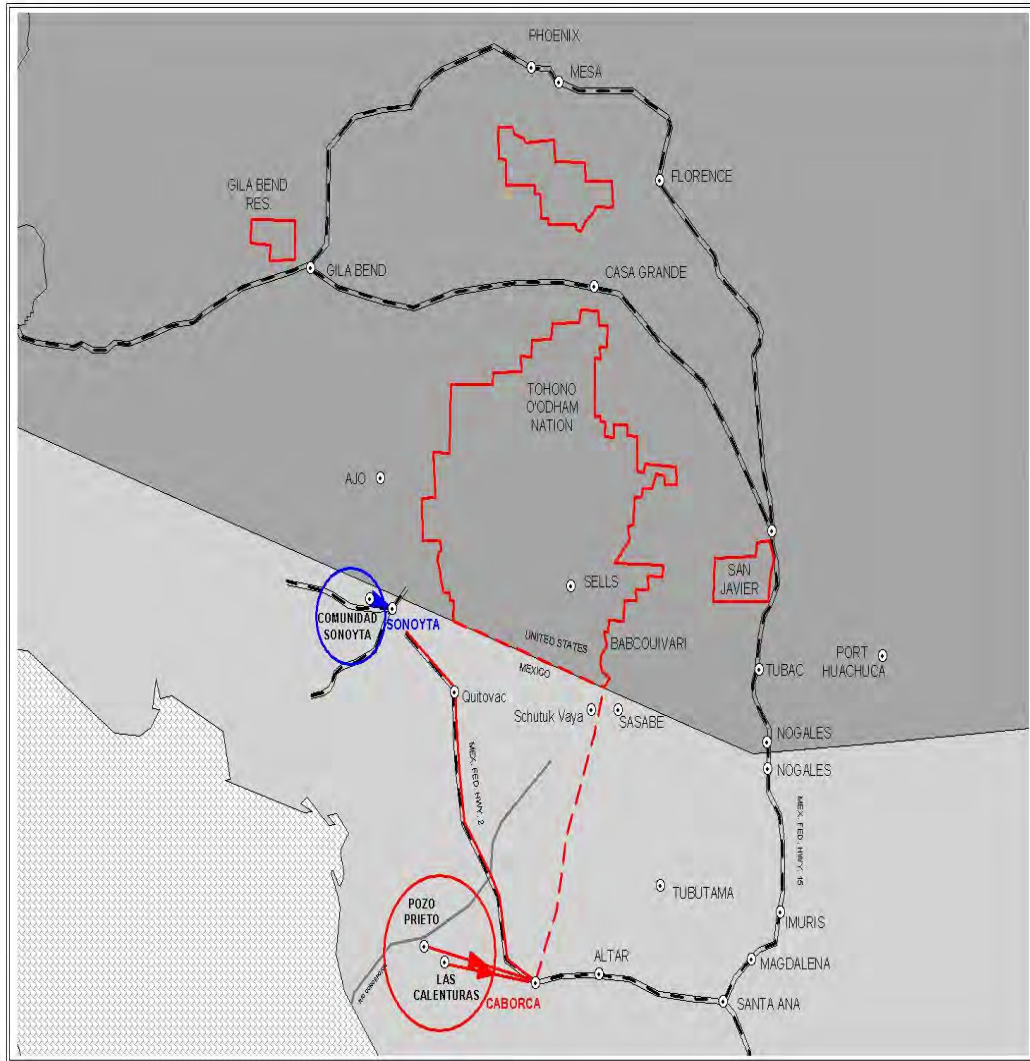 PHOENIX
MESA
FLORENCE
GILA BEND
RES.
GILA BEND
CASA GRANDE
TOHONO
O'ODHAM
NATION
AJO
SAN
JAVIER
SELLS
COMUNIDAD
SONOYTA
SONOYTA
UNITED STATES
MEXICO
BABCOUIVARI
TUBAC
PORT
HUACHUCA
Quitovac
Schutuk Vaya
SASABE
NOGALES
NOGALES
MEX. FED. HWY. 2
MEX. FED. HWY. 15
TUBUTAMA
IMURIS
POZO
PRIETO
LAS
CALENTURAS
CABORCA
ALTAR
MAGDALENA
SANTA ANA